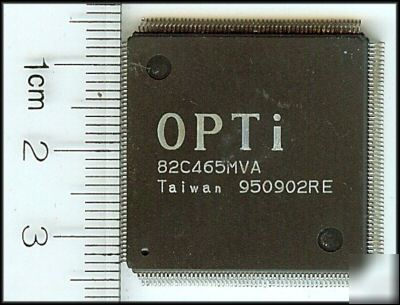 1cm
2
3
OPTi
82C465MVA
Taiwan 950902RE